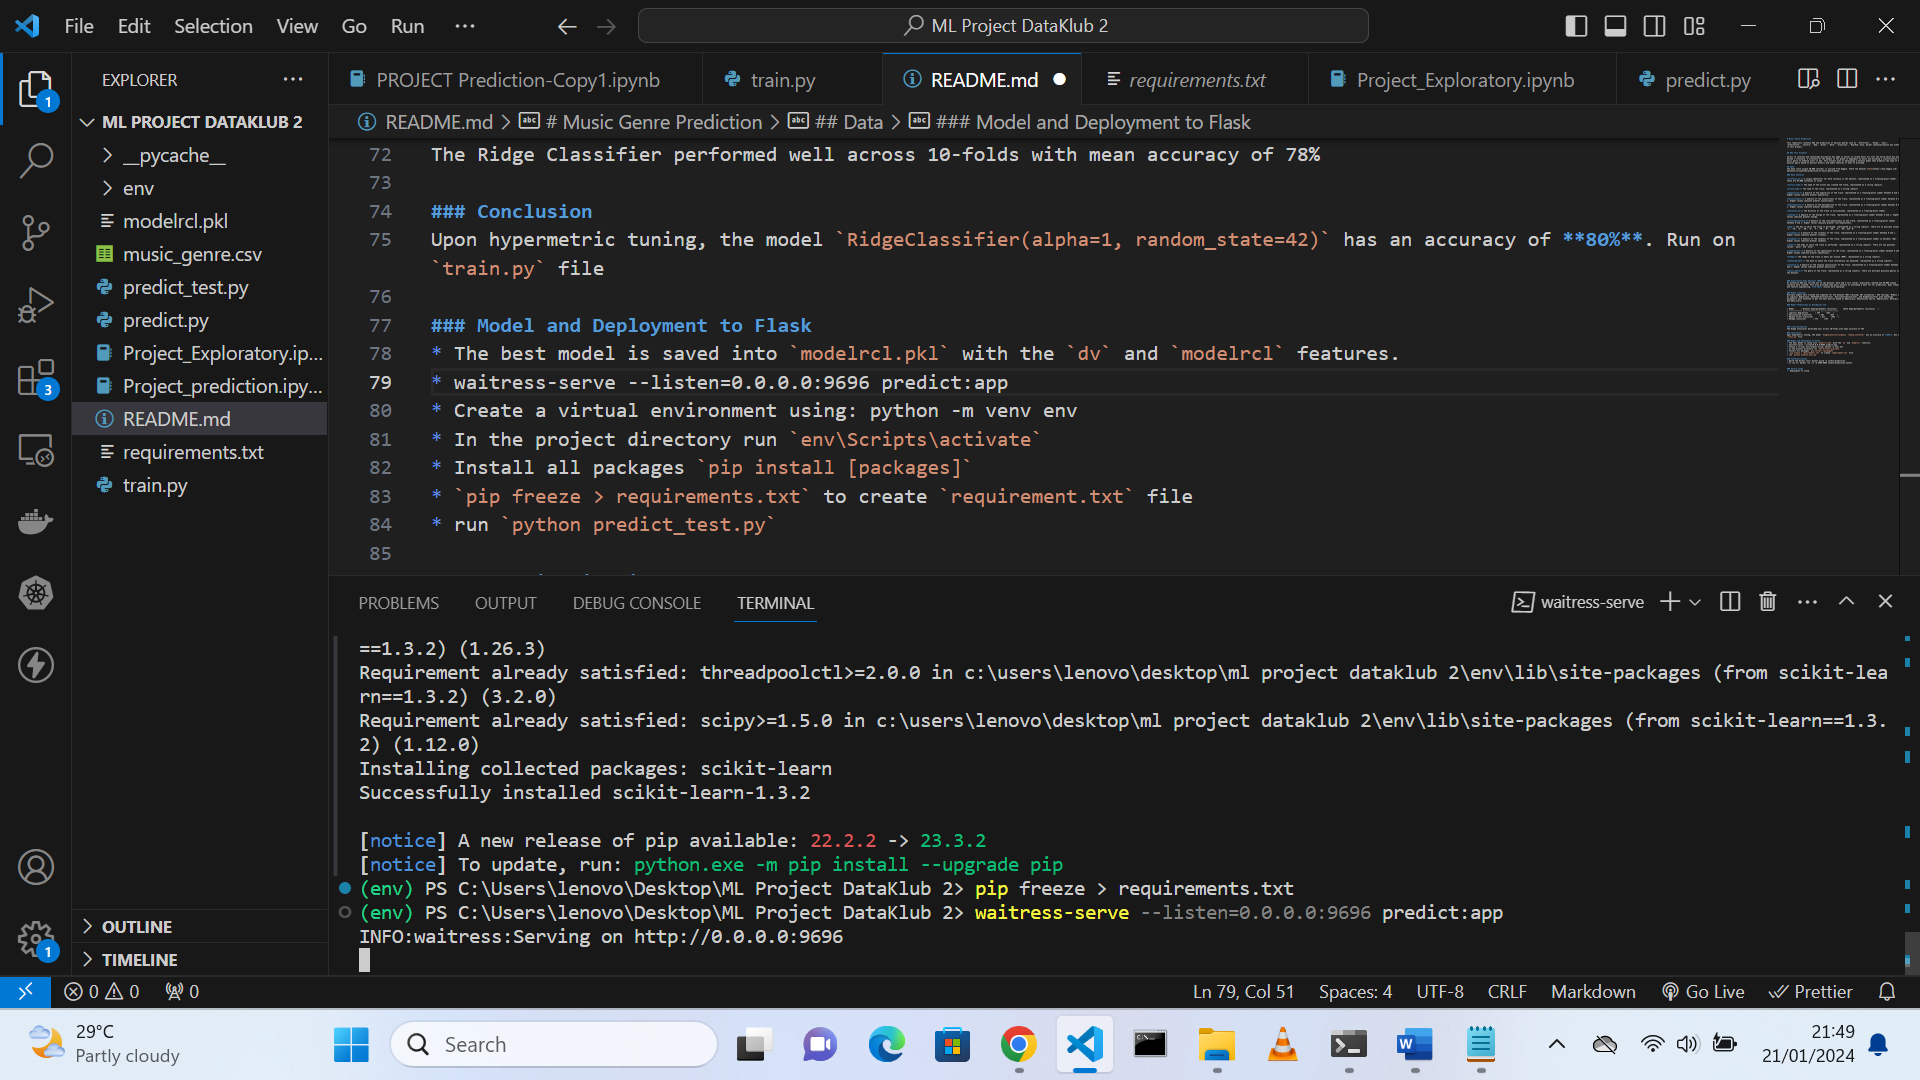 File Edit Selection View Go Run ···
ML Project DataKlub 2
EXPLORER
ML PROJECT DATAKLUB 2
__pycache__
env
modelrcl.pkl
music_genre.csv
predict_test.py
predict.py
Project_Exploratory.ip...
Project_prediction.ipy...
README.md
requirements.txt
train.py
OUTLINE
TIMELINE
1
3
1
PROJECT Prediction-Copy1.ipynb train.py README.md requirements.txt Project_Exploratory.ipynb predict.py
README.md > # Music Genre Prediction > ## Data > ### Model and Deployment to Flask
72 The Ridge Classifier performed well across 10-folds with mean accuracy of 78%
73
74 ### Conclusion
75 Upon hypermetric tuning, the model `RidgeClassifier(alpha=1, random_state=42)` has an accuracy of **80%**. Run on
`train.py` file
76
77 ### Model and Deployment to Flask
78 * The best model is saved into `modelrcl.pkl` with the `dv` and `modelrcl` features.
79 * waitress-serve --listen=0.0.0.0:9696 predict:app
80 * Create a virtual environment using: python -m venv env
81 * In the project directory run `env\Scripts\activate`
82 * Install all packages `pip install [packages]`
83 * `pip freeze > requirements.txt` to create `requirement.txt` file
84 * run `python predict_test.py`
85
PROBLEMS OUTPUT DEBUG CONSOLE TERMINAL
waitress-serve
==1.3.2) (1.26.3)
Requirement already satisfied: threadpoolctl>=2.0.0 in c:\users\lenovo\desktop\ml project dataklub 2\env\lib\site-packages (from scikit-lea
rn==1.3.2) (3.2.0)
Requirement already satisfied: scipy>=1.5.0 in c:\users\lenovo\desktop\ml project dataklub 2\env\lib\site-packages (from scikit-learn==1.3.
2) (1.12.0)
Installing collected packages: scikit-learn
Successfully installed scikit-learn-1.3.2
[notice] A new release of pip available: 22.2.2 -> 23.3.2
[notice] To update, run: python.exe -m pip install --upgrade pip
(env) PS C:\Users\lenovo\Desktop\ML Project DataKlub 2> pip freeze > requirements.txt
(env) PS C:\Users\lenovo\Desktop\ML Project DataKlub 2> waitress-serve --listen=0.0.0.0:9696 predict:app
INFO:waitress:Serving on http://0.0.0.0:9696
0 0 0
Ln 79, Col 51 Spaces: 4 UTF-8 CRLF Markdown Go Live Prettier
29°C
Partly cloudy
Search
21:49
21/01/2024